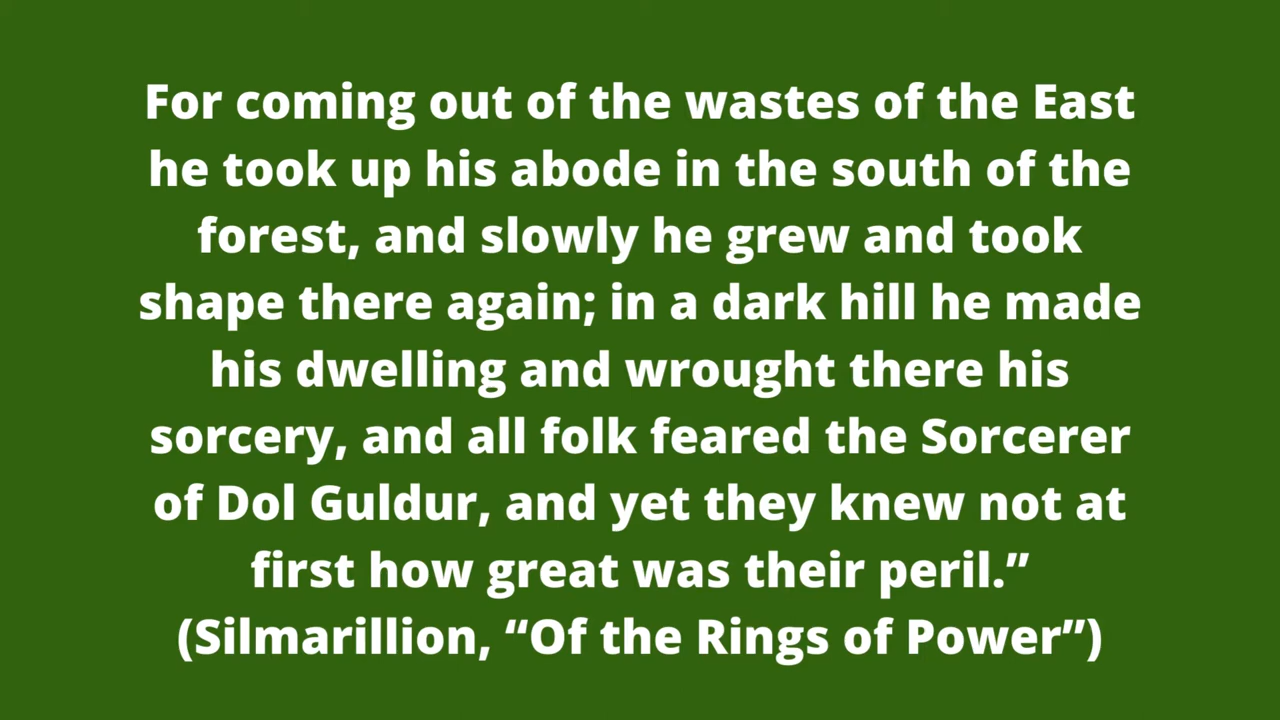 For coming out of the wastes of the East
he took up his abode in the south of the
forest, and slowly he grew and took
shape there again; in a dark hill he made
his dwelling and wrought there his
sorcery, and all folk feared the Sorcerer
of Dol Guldur, and yet they knew not at
first how great was their peril.”
(Silmarillion, “Of the Rings of Power”)